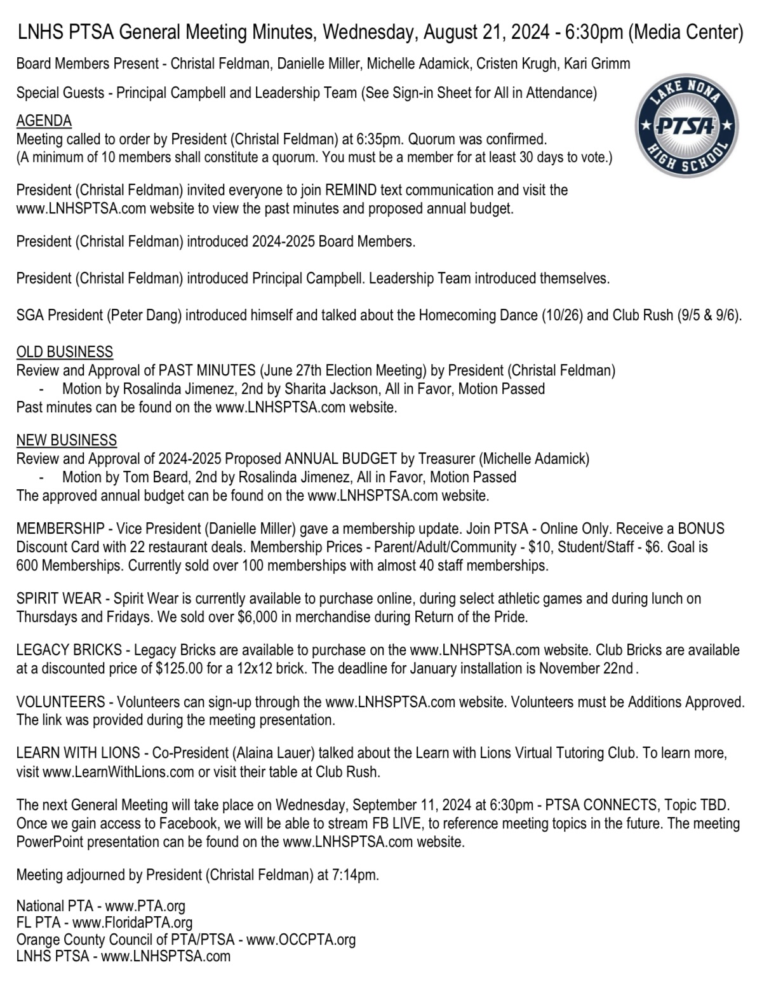 LNHS PTSA General Meeting Minutes, Wednesday, August 21, 2024 - 6:30pm (Media Center)
Board Members Present - Christal Feldman, Danielle Miller, Michelle Adamick, Cristen Krugh, Kari Grimm
Special Guests - Principal Campbell and Leadership Team (See Sign-in Sheet for All in Attendance)
LAKE NONA
PTSA
HIGH SCHOOL
AGENDA
Meeting called to order by President (Christal Feldman) at 6:35pm. Quorum was confirmed.
(A minimum of 10 members shall constitute a quorum. You must be a member for at least 30 days to vote.)
President (Christal Feldman) invited everyone to join REMIND text communication and visit the
www.LNHSPTSA.com website to view the past minutes and proposed annual budget.
President (Christal Feldman) introduced 2024-2025 Board Members.
President (Christal Feldman) introduced Principal Campbell. Leadership Team introduced themselves.
SGA President (Peter Dang) introduced himself and talked about the Homecoming Dance (10/26) and Club Rush (9/5 & 9/6).
OLD BUSINESS
Review and Approval of PAST MINUTES (June 27th Election Meeting) by President (Christal Feldman)
- Motion by Rosalinda Jimenez, 2nd by Sharita Jackson, All in Favor, Motion Passed
Past minutes can be found on the www.LNHSPTSA.com website.
NEW BUSINESS
Review and Approval of 2024-2025 Proposed ANNUAL BUDGET by Treasurer (Michelle Adamick)
- Motion by Tom Beard, 2nd by Rosalinda Jimenez, All in Favor, Motion Passed
The approved annual budget can be found on the www.LNHSPTSA.com website.
MEMBERSHIP - Vice President (Danielle Miller) gave a membership update. Join PTSA - Online Only. Receive a BONUS
Discount Card with 22 restaurant deals. Membership Prices - Parent/Adult/Community - $10, Student/Staff - $6. Goal is
600 Memberships. Currently sold over 100 memberships with almost 40 staff memberships.
SPIRIT WEAR - Spirit Wear is currently available to purchase online, during select athletic games and during lunch on
Thursdays and Fridays. We sold over $6,000 in merchandise during Return of the Pride.
LEGACY BRICKS - Legacy Bricks are available to purchase on the www.LNHSPTSA.com website. Club Bricks are available
at a discounted price of $125.00 for a 12x12 brick. The deadline for January installation is November 22nd .
VOLUNTEERS - Volunteers can sign-up through the www.LNHSPTSA.com website. Volunteers must be Additions Approved.
The link was provided during the meeting presentation.
LEARN WITH LIONS - Co-President (Alaina Lauer) talked about the Learn with Lions Virtual Tutoring Club. To learn more,
visit www.LearnWithLions.com or visit their table at Club Rush.
The next General Meeting will take place on Wednesday, September 11, 2024 at 6:30pm - PTSA CONNECTS, Topic TBD.
Once we gain access to Facebook, we will be able to stream FB LIVE, to reference meeting topics in the future. The meeting
PowerPoint presentation can be found on the www.LNHSPTSA.com website.
Meeting adjourned by President (Christal Feldman) at 7:14pm.
National PTA - www.PTA.org
FL PTA - www.FloridaPTA.org
Orange County Council of PTA/PTSA - www.OCCPTA.org
LNHS PTSA - www.LNHSPTSA.com